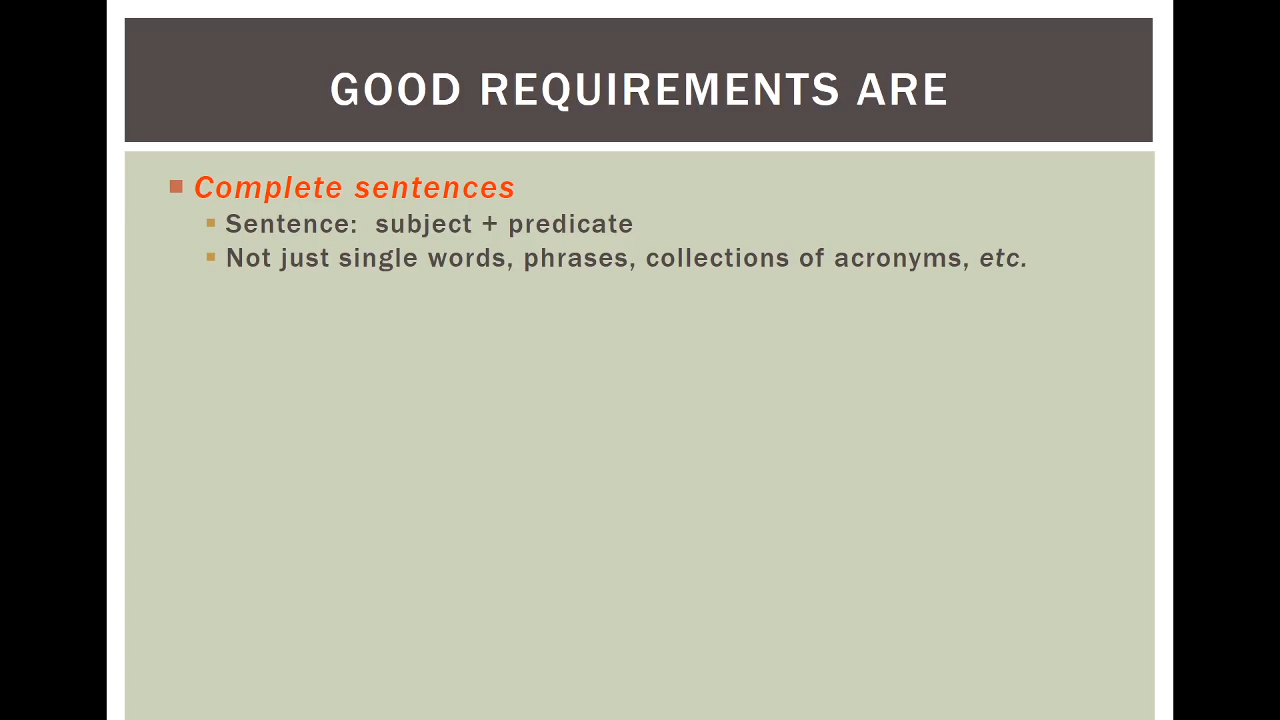 GOOD REQUIREMENTS ARE
Complete sentences
Sentence: subject + predicate
Not just single words, phrases, collections of acronyms, etc.